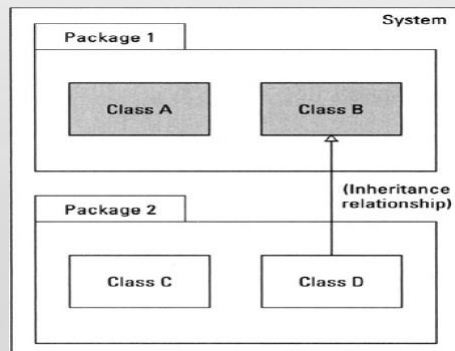 System
Package 1
Class A
Class B
(Inheritance
relationship)
Package 2
Class C
Class D